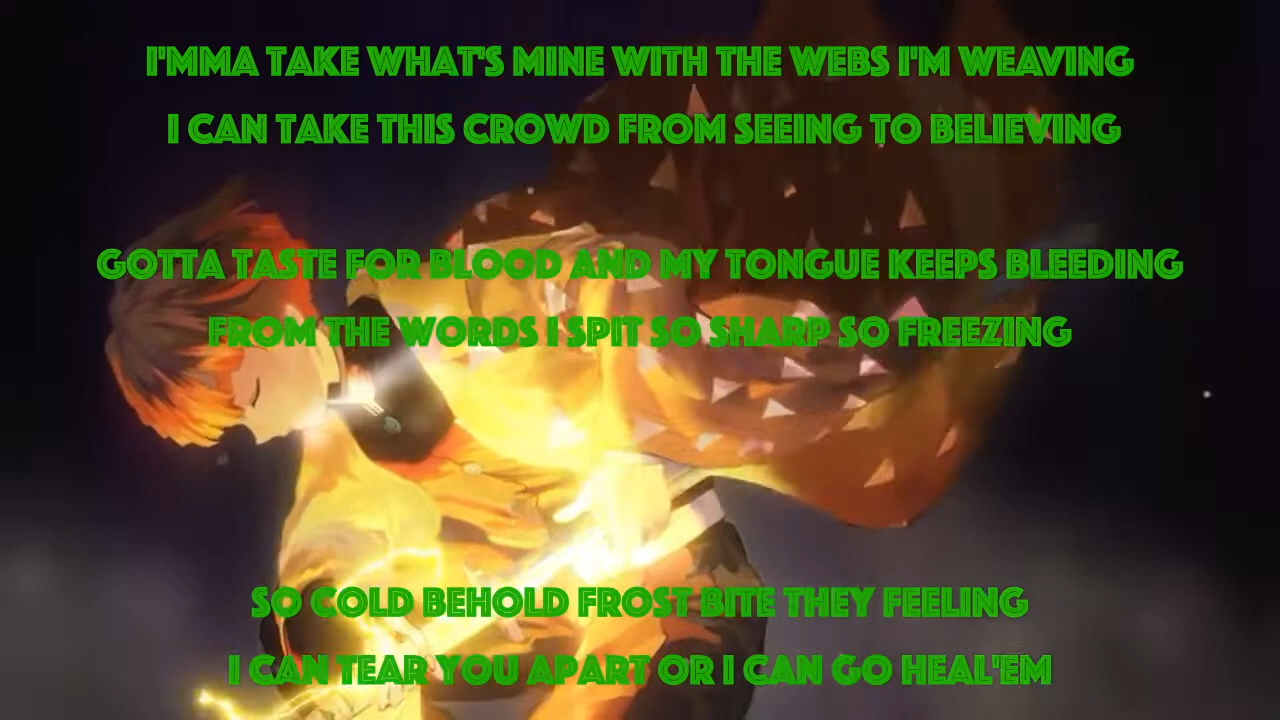 I'MMA TAKE WHAT'S MINE WITH THE WEBS I'M WEAVING
I CAN TAKE THIS CROWD FROM SEEING TO BELIEVING
GOTTA TASTE FOR BLOOD AND MY TONGUE KEEPS BLEEDING
FROM THE WORDS I SPIT SO SHARP SO FREEZING
SO COLD BEHOLD FROST BITE THEY FEELING
I CAN TEAR YOU APART OR I CAN GO HEAL'EM